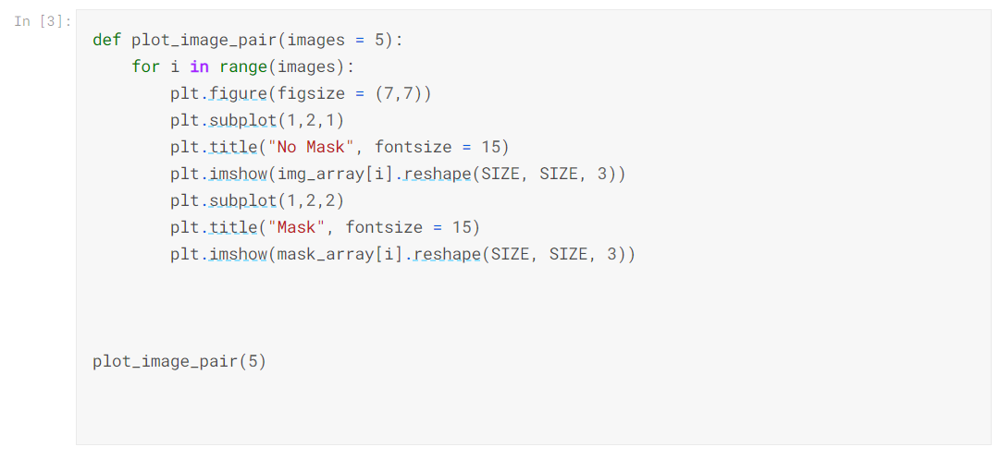 In [3]:
def plot_image_pair(images = 5):
    for i in range(images):
        plt.figure(figsize = (7,7))
        plt.subplot(1,2,1)
        plt.title("No Mask", fontsize = 15)
        plt.imshow(img_array[i].reshape(SIZE, SIZE, 3))
        plt.subplot(1,2,2)
        plt.title("Mask", fontsize = 15)
        plt.imshow(mask_array[i].reshape(SIZE, SIZE, 3))
plot_image_pair(5)